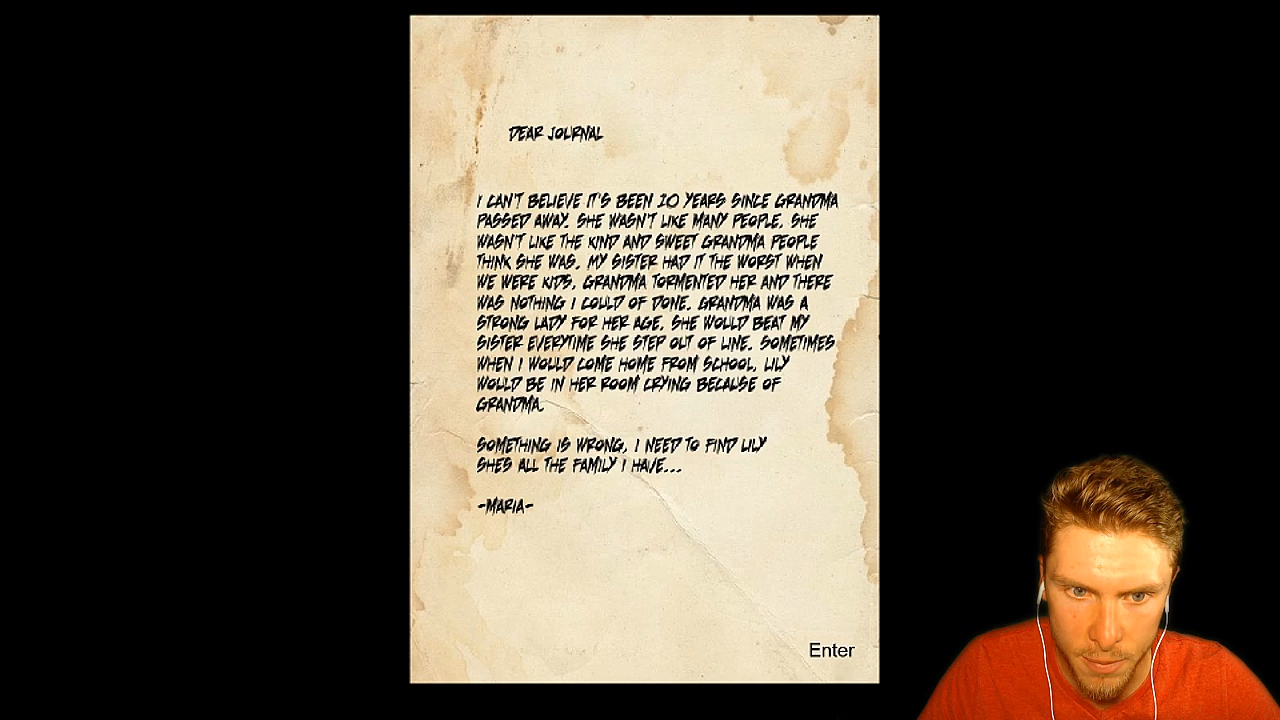 DEAR JOURNAL
I CAN'T BELIEVE IT'S BEEN 20 YEARS SINCE GRANDMA
PASSED AWAY. SHE WASN'T LIKE MANY PEOPLE. SHE
WASN'T LIKE THE KIND AND SWEET GRANDMA PEOPLE
THINK SHE WAS. MY SISTER HAD IT THE WORST WHEN
WE WERE KIDS, GRANDMA TORMENTED HER AND THERE
WAS NOTHING I COULD OF DONE. GRANDMA WAS A
STRONG LADY FOR HER AGE. SHE WOULD BEAT MY
SISTER EVERYTIME SHE STEP OUT OF LINE. SOMETIMES
WHEN I WOULD COME HOME FROM SCHOOL, LILY
WOULD BE IN HER ROOM CRYING BECAUSE OF
GRANDMA.
SOMETHING IS WRONG, I NEED TO FIND LILY
SHES ALL THE FAMILY I HAVE...
-MARIA-
Enter